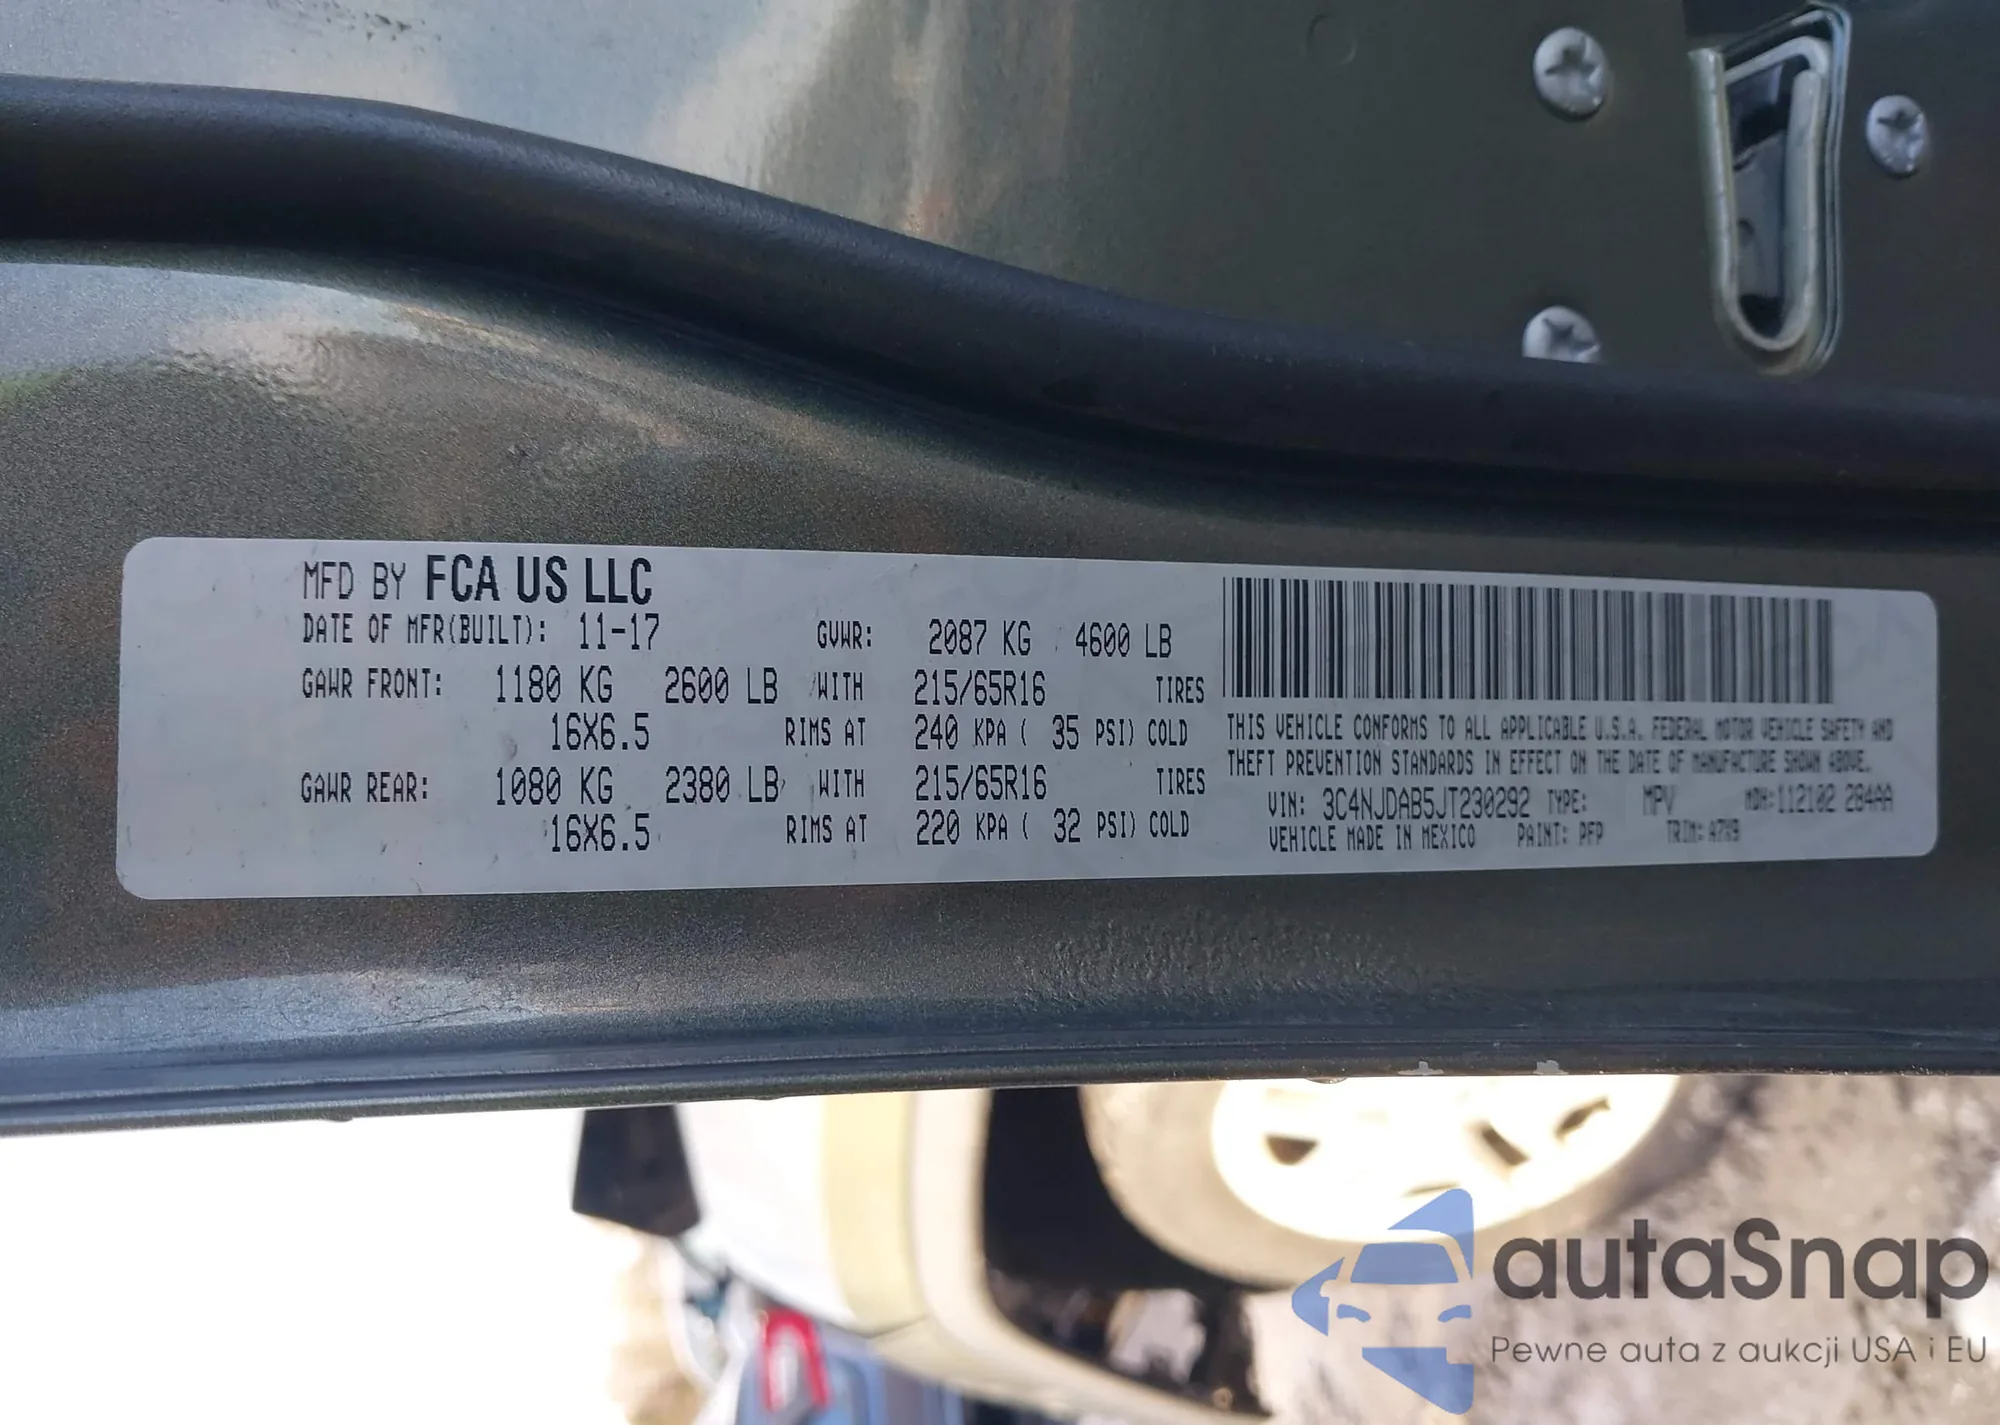 MFD BY FCA US LLC
DATE OF MFR(BUILT): 11-17 GVWR: 2087 KG 4600 LB
GAWR FRONT: 1180 KG 2600 LB WITH 215/65R16 TIRES
16X6.5 RIMS AT 240 KPA ( 35 PSI) COLD
GAWR REAR: 1080 KG 2380 LB WITH 215/65R16 TIRES
16X6.5 RIMS AT 220 KPA ( 32 PSI) COLD
THIS VEHICLE CONFORMS TO ALL APPLICABLE U.S.A. FEDERAL MOTOR VEHICLE SAFETY AND
THEFT PREVENTION STANDARDS IN EFFECT ON THE DATE OF MANUFACTURE SHOWN ABOVE.
VIN: 3C4NJDAB5JT230292 TYPE: MPV MDH:112102 284AA
VEHICLE MADE IN MEXICO PAINT: PFP TRIM:
autaSnap
Pewne auta z aukcji USA i EU